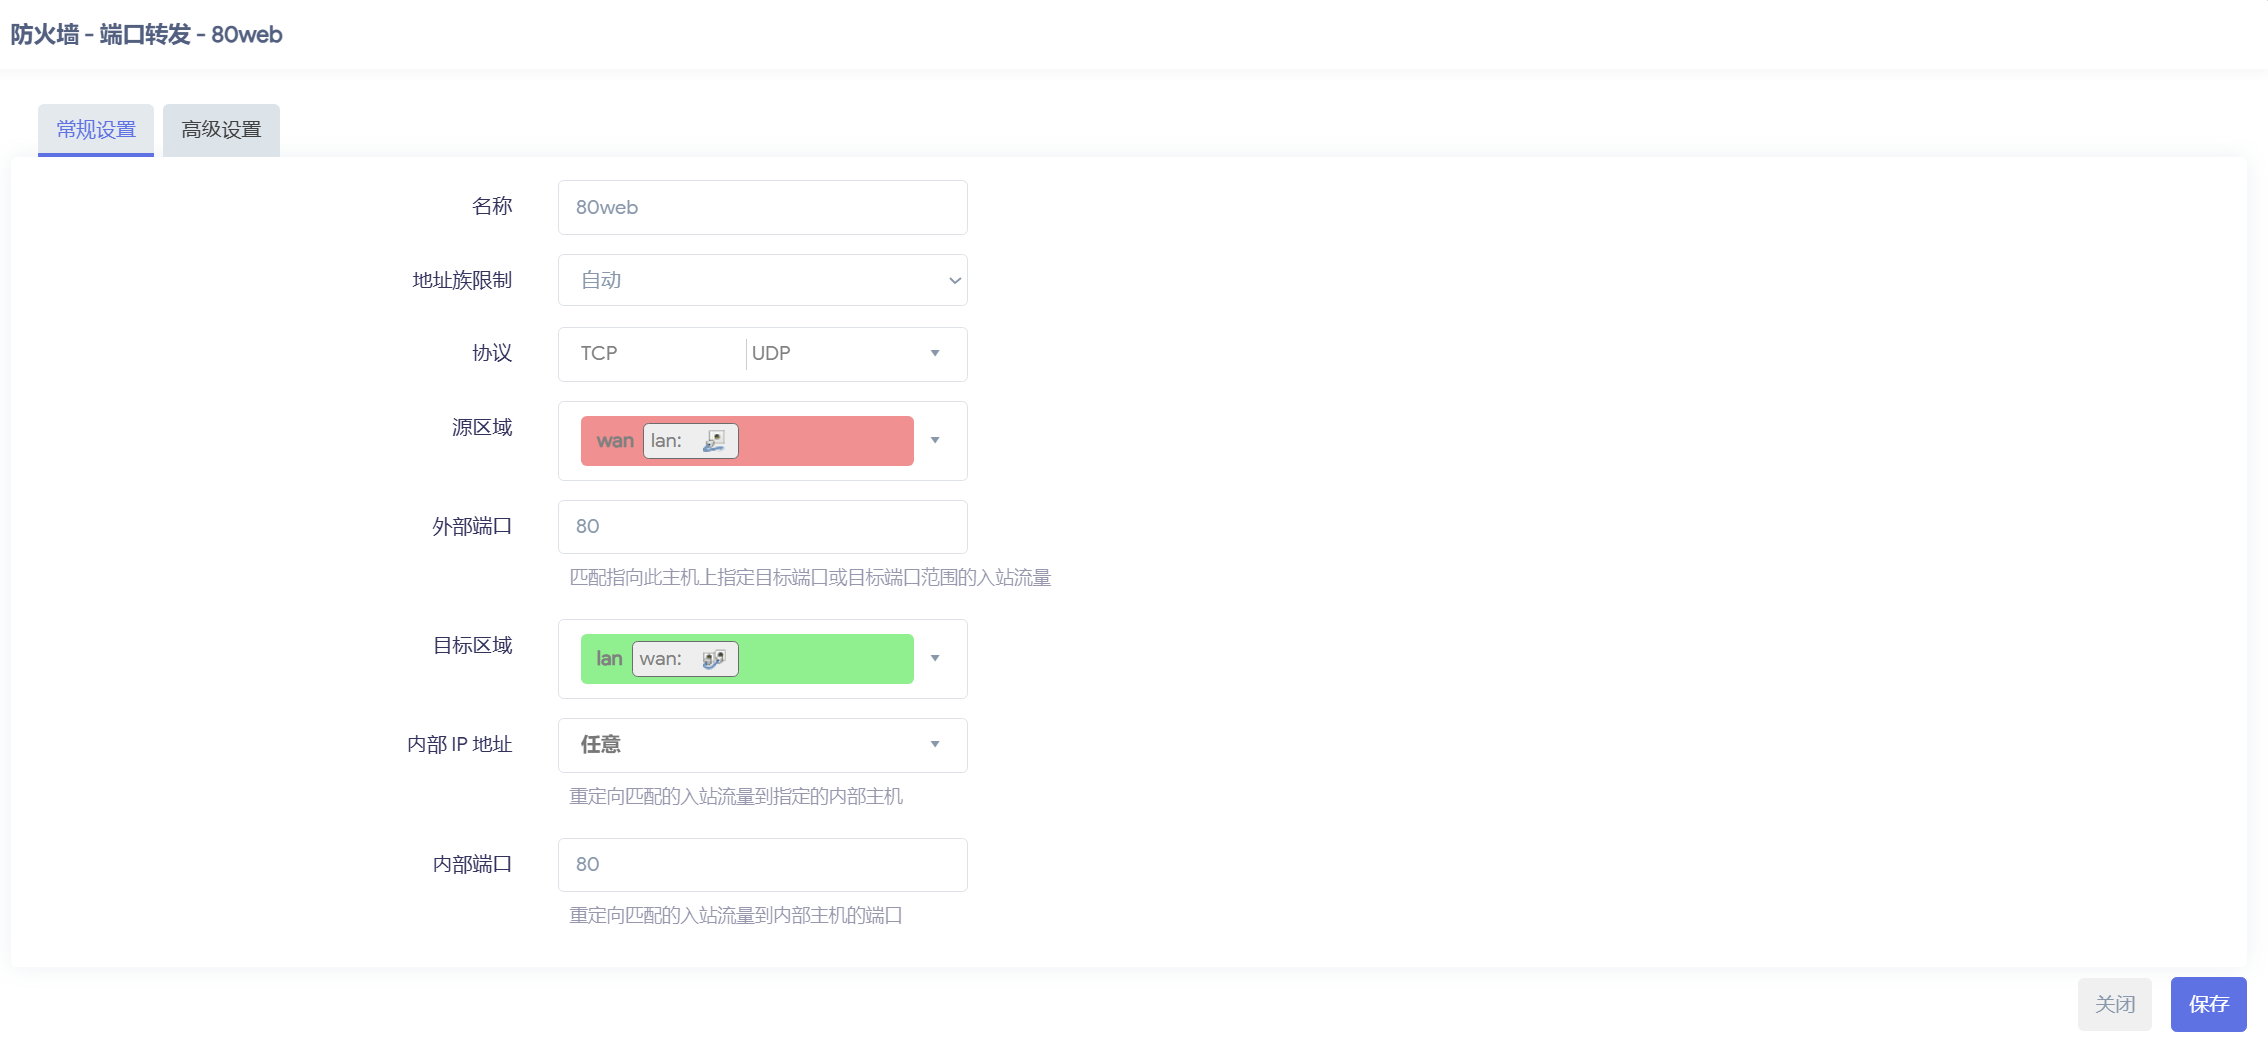 防火墙 - 端口转发 - 80web
常规设置 高级设置
名称 80web
地址族限制 自动
协议 TCP UDP
源区域 wan lan:
外部端口 80
匹配指向此主机上指定目标端口或目标端口范围的入站流量
目标区域 lan wan:
内部 IP 地址 任意
重定向匹配的入站流量到指定的内部主机
内部端口 80
重定向匹配的入站流量到内部主机的端口
关闭 保存